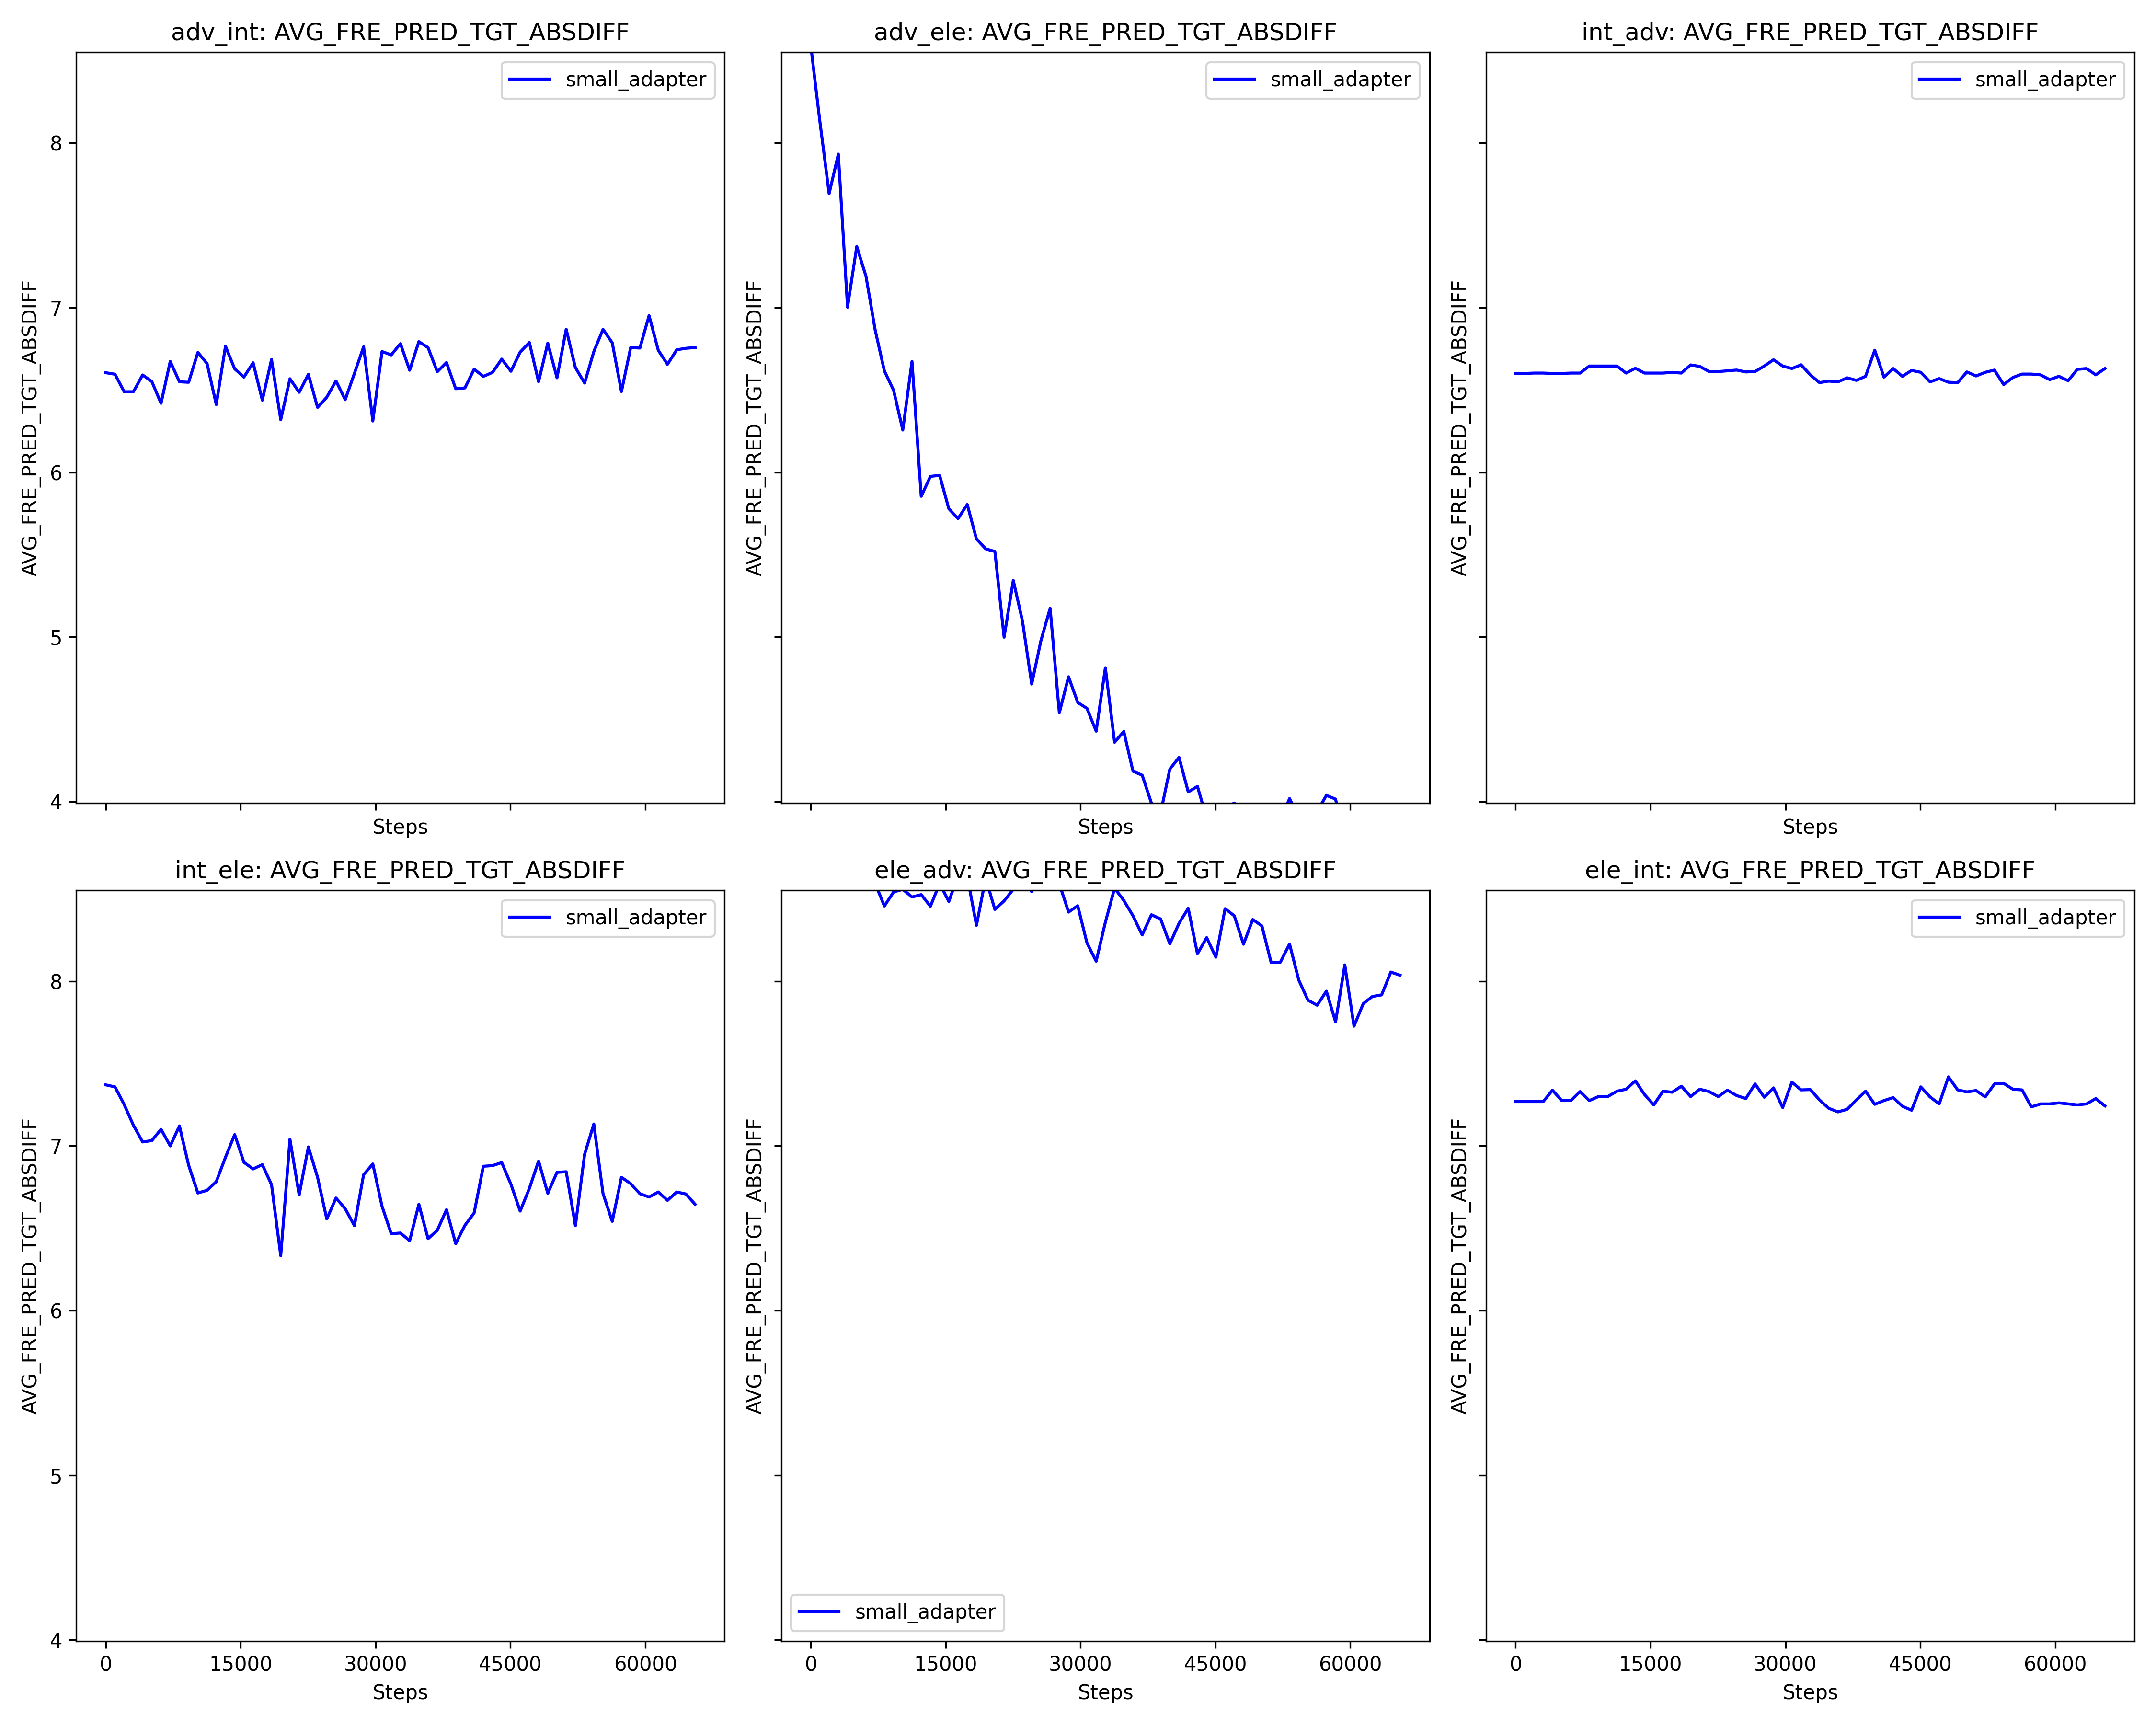 adv_int: AVG_FRE_PRED_TGT_ABSDIFF
small_adapter
AVG_FRE_PRED_TGT_ABSDIFF
8
7
6
5
4
Steps
adv_ele: AVG_FRE_PRED_TGT_ABSDIFF
small_adapter
AVG_FRE_PRED_TGT_ABSDIFF
Steps
int_adv: AVG_FRE_PRED_TGT_ABSDIFF
small_adapter
AVG_FRE_PRED_TGT_ABSDIFF
Steps
int_ele: AVG_FRE_PRED_TGT_ABSDIFF
small_adapter
AVG_FRE_PRED_TGT_ABSDIFF
8
7
6
5
4
0 15000 30000 45000 60000
Steps
ele_adv: AVG_FRE_PRED_TGT_ABSDIFF
AVG_FRE_PRED_TGT_ABSDIFF
small_adapter
0 15000 30000 45000 60000
Steps
ele_int: AVG_FRE_PRED_TGT_ABSDIFF
small_adapter
AVG_FRE_PRED_TGT_ABSDIFF
0 15000 30000 45000 60000
Steps